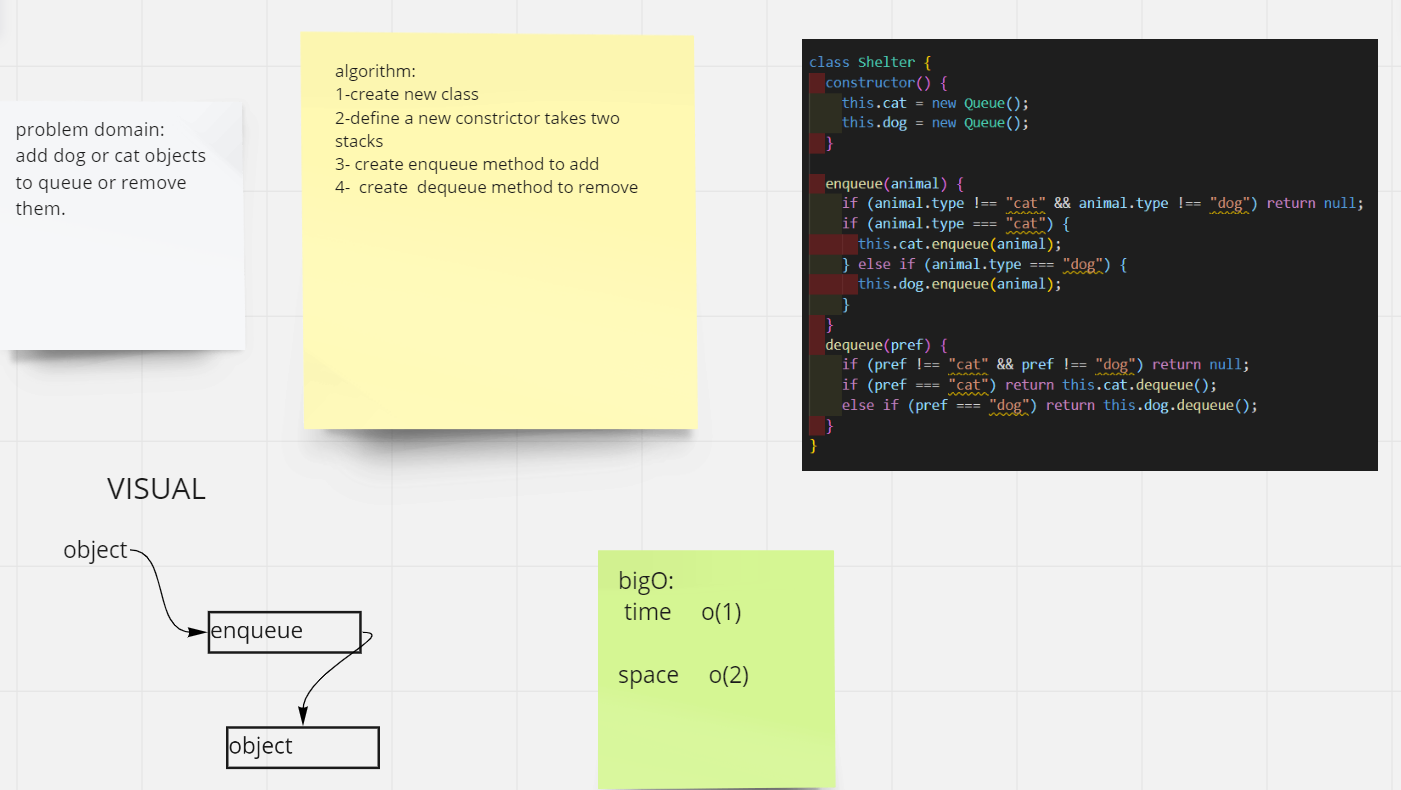 problem domain:
add dog or cat objects
to queue or remove
them.
algorithm:
1-create new class
2-define a new constrictor takes two
stacks
3- create enqueue method to add
4-  create  dequeue method to remove
class Shelter {
  constructor() {
    this.cat = new Queue();
    this.dog = new Queue();
  }
  enqueue(animal) {
    if (animal.type !== "cat" && animal.type !== "dog") return null;
    if (animal.type === "cat") {
      this.cat.enqueue(animal);
    } else if (animal.type === "dog") {
      this.dog.enqueue(animal);
    }
  }
  dequeue(pref) {
    if (pref !== "cat" && pref !== "dog") return null;
    if (pref === "cat") return this.cat.dequeue();
    else if (pref === "dog") return this.dog.dequeue();
  }
}
VISUAL
object
enqueue
object
bigO:
time    o(1)
space    o(2)